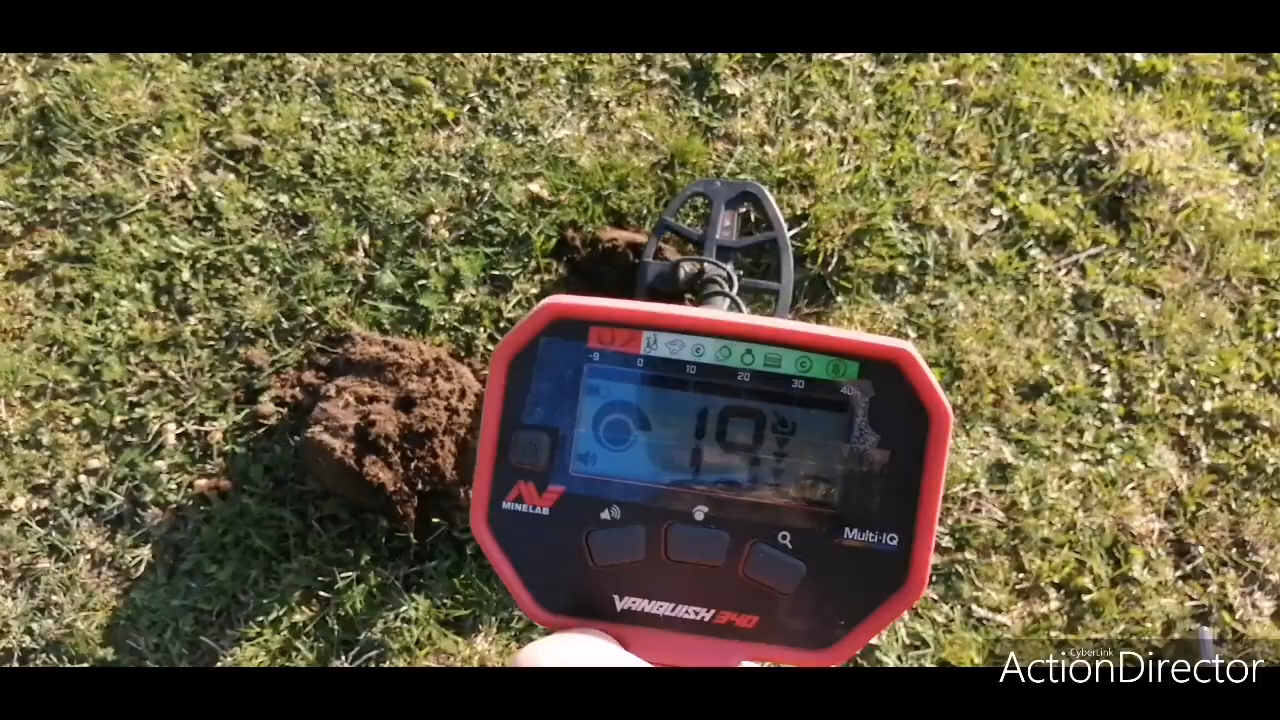 -9 0 10 20 30 40
19
MINELAB
Multi-IQ
VANQUISH 340
CyberLink
ActionDirector